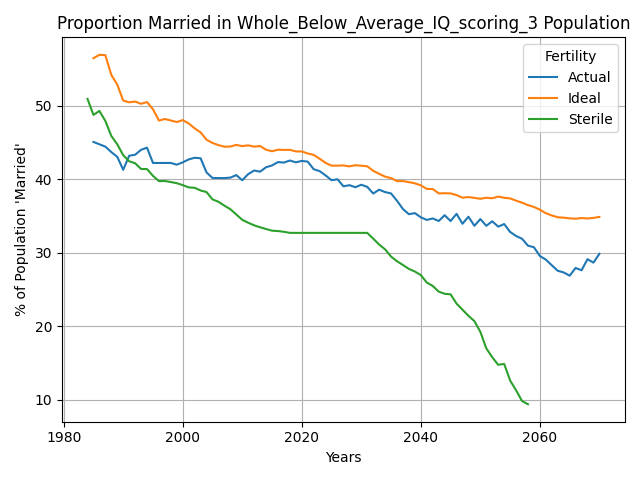 Proportion Married in Whole_Below_Average_IQ_scoring_3 Population
% of Population 'Married'
50
40
30
20
10
Fertility
Actual
Ideal
Sterile
1980
2000
2020
2040
2060
Years